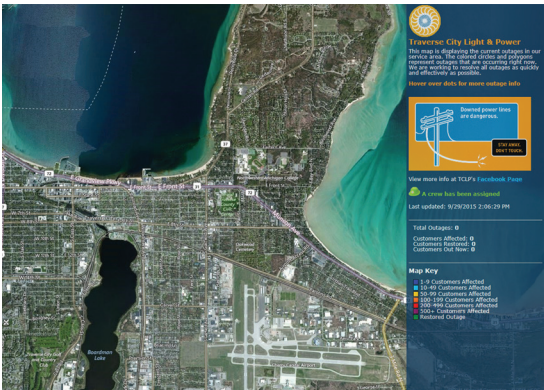 Traverse City Light & Power
This map is displaying the current outages in our
service area. The colored circles and polygons
represent outages that are occurring right now.
We are working to resolve all outages as quickly
and effectively as possible.
Hover over dots for more outage info
Downed power lines
are dangerous.
STAY AWAY.
DON'T TOUCH.
View more info at TCLP's Facebook Page
A crew has been assigned
Last updated: 9/29/2015 2:06:29 PM
Total Outages: 0
Customers Affected: 0
Customers Restored: 0
Customers Out Now: 0
Map Key
1-9 Customers Affected
10-49 Customers Affected
50-99 Customers Affected
100-199 Customers Affected
200-499 Customers Affected
500+ Customers Affected
Restored Outage
31
72
E Front St
31
72
Boardman
Lake